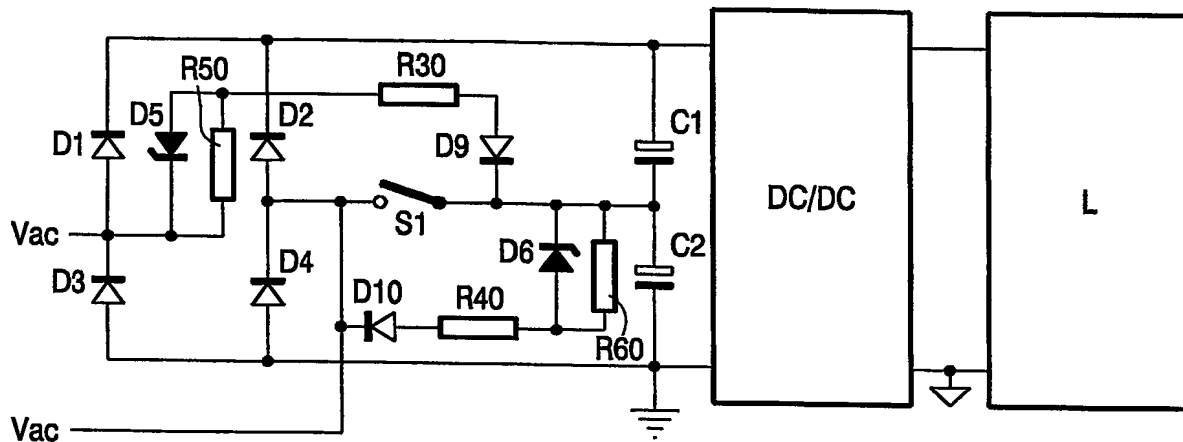 R50
R30
D5
D2
D1
D9
C1
DC/DC
L
S1
Vac
D6
C2
D3
D4
D10
R40
R60
Vac